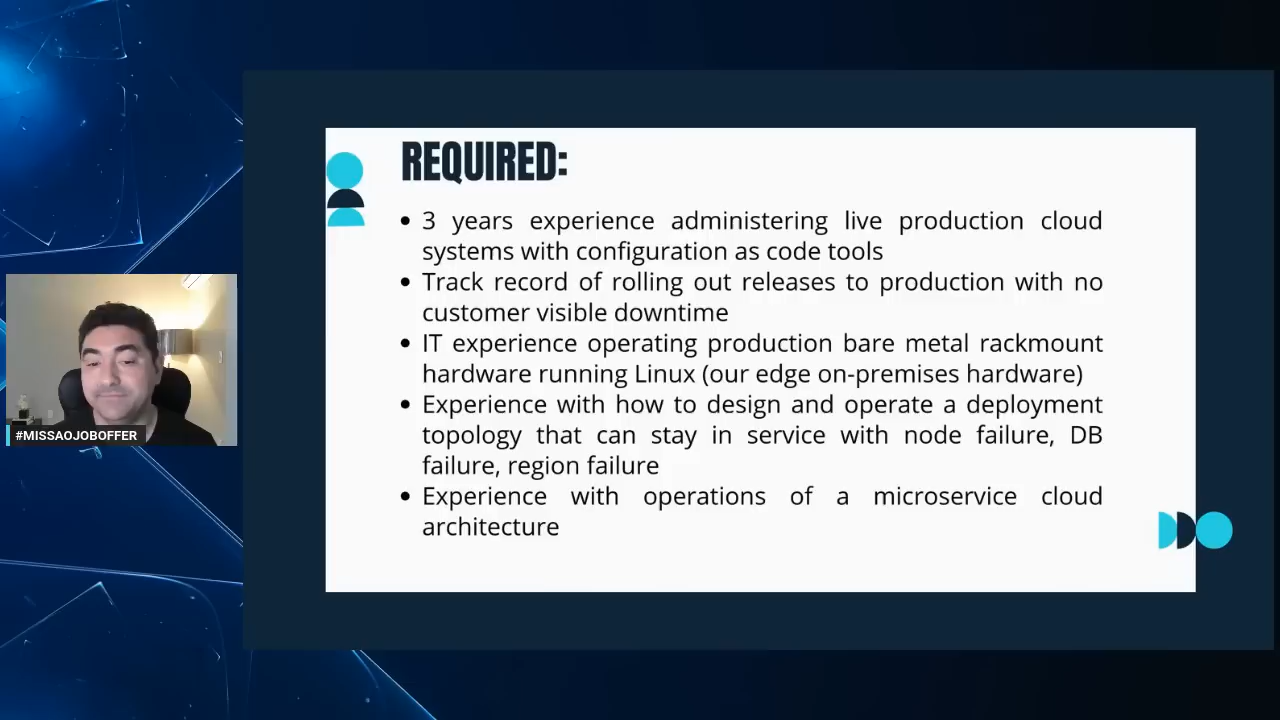 REQUIRED:
• 3 years experience administering live production cloud
systems with configuration as code tools
• Track record of rolling out releases to production with no
customer visible downtime
• IT experience operating production bare metal rackmount
hardware running Linux (our edge on-premises hardware)
• Experience with how to design and operate a deployment
topology that can stay in service with node failure, DB
failure, region failure
• Experience with operations of a microservice cloud
architecture
#MISSAOJOBOFFER